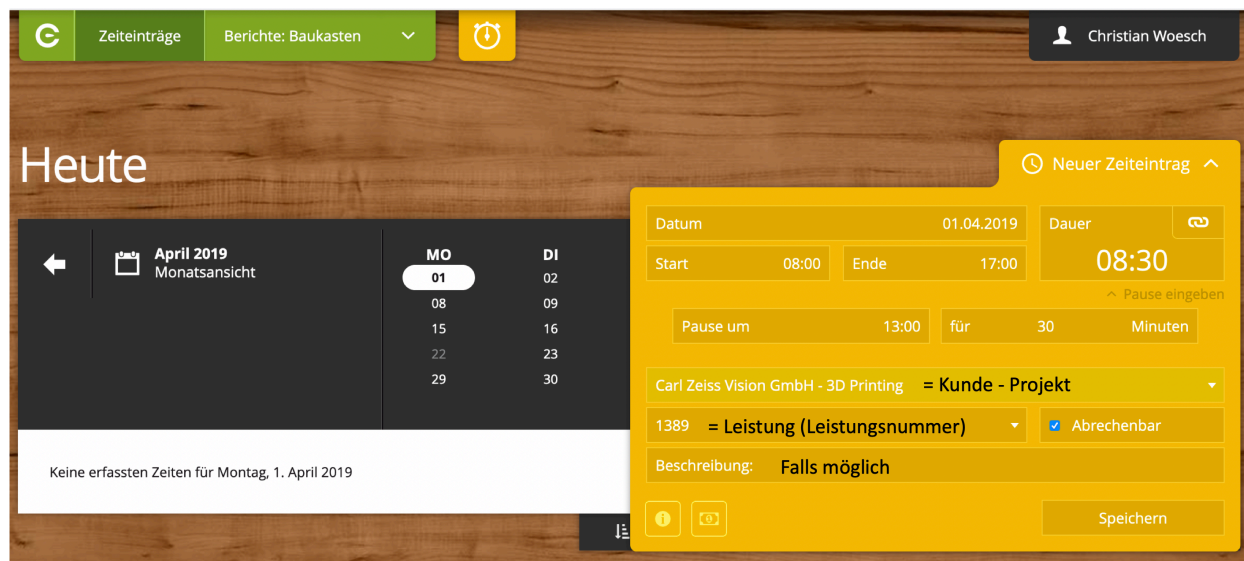 Zeiteinträge
Berichte: Baukasten
Christian Woesch
Heute
Neuer Zeiteintrag
April 2019
Monatsansicht
MO DI
01 02
08 09
15 16
22 23
29 30
Keine erfassten Zeiten für Montag, 1. April 2019
Datum 01.04.2019
Dauer
08:30
Start 08:00
Ende 17:00
Pause eingeben
Pause um 13:00
für 30 Minuten
Carl Zeiss Vision GmbH - 3D Printing = Kunde - Projekt
1389 = Leistung (Leistungsnummer)
Abrechenbar
Beschreibung: Falls möglich
Speichern